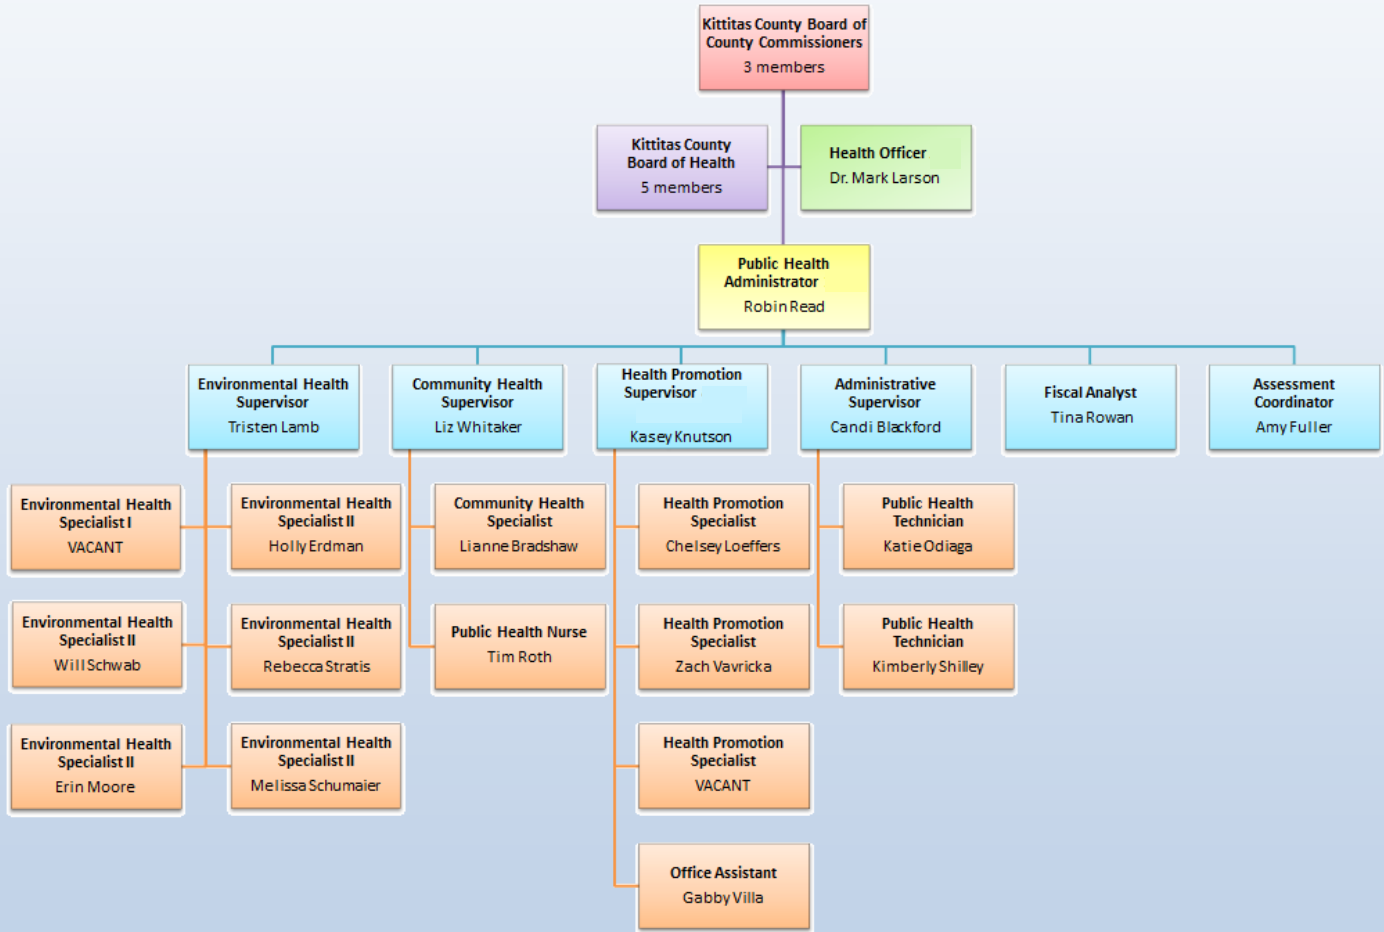 Kittitas County Board of
County Commissioners
3 members
Kittitas County
Board of Health
5 members
Health Officer
Dr. Mark Larson
Public Health
Administrator
Robin Read
Environmental Health
Supervisor
Tristen Lamb
Community Health
Supervisor
Liz Whitaker
Health Promotion
Supervisor
Kasey Knutson
Administrative
Supervisor
Candi Blackford
Fiscal Analyst
Tina Rowan
Assessment
Coordinator
Amy Fuller
Environmental Health
Specialist I
VACANT
Environmental Health
Specialist II
Holly Erdman
Community Health
Specialist
Lianne Bradshaw
Health Promotion
Specialist
Chelsey Loeffers
Public Health
Technician
Katie Odiaga
Environmental Health
Specialist II
Will Schwab
Environmental Health
Specialist II
Rebecca Stratis
Public Health Nurse
Tim Roth
Health Promotion
Specialist
Zach Vavricka
Public Health
Technician
Kimberly Shilley
Environmental Health
Specialist II
Erin Moore
Environmental Health
Specialist II
Melissa Schumaier
Health Promotion
Specialist
VACANT
Office Assistant
Gabby Villa